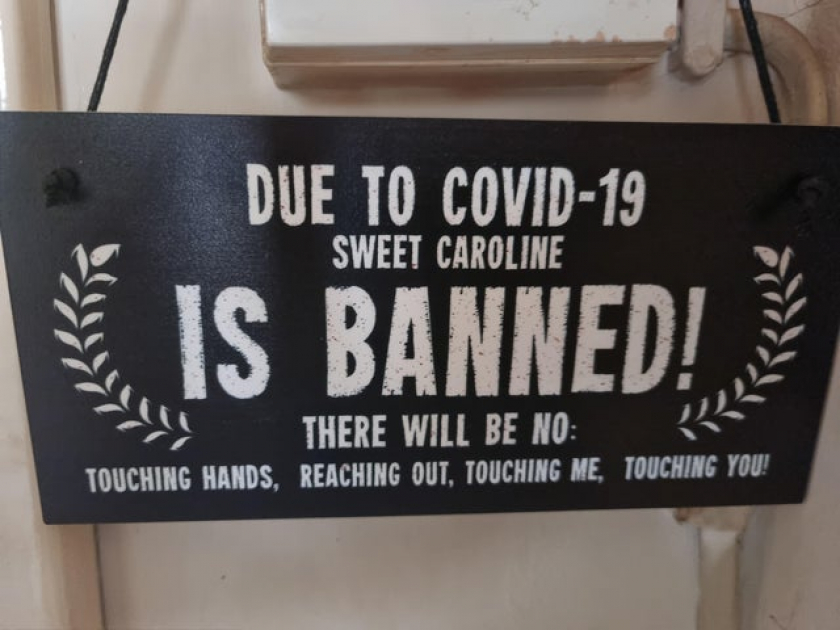 DUE TO COVID-19
SWEET CAROLINE
IS BANNED!
THERE WILL BE NO:
TOUCHING HANDS, REACHING OUT, TOUCHING ME, TOUCHING YOU!